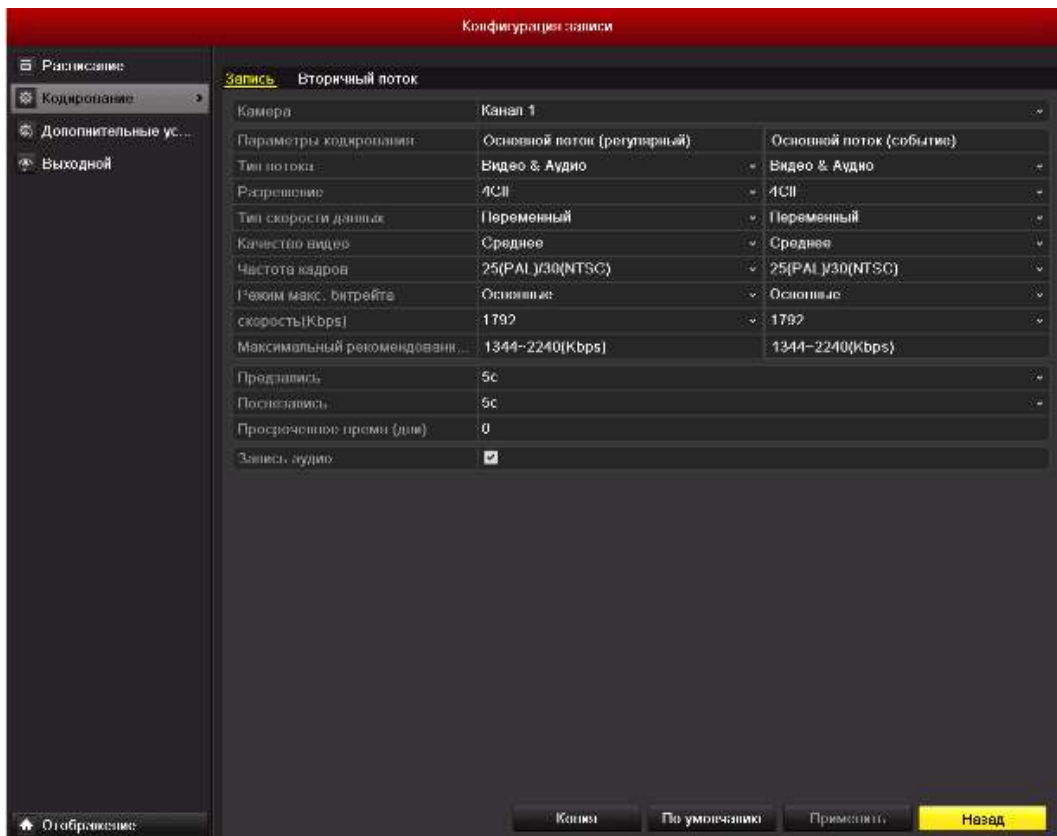 Конфигурация записи
Расписание
Кодирование
Дополнительные ус...
Выходной
Запись Вторичный поток
Камера Канал 1
Параметры кодирования Основной поток (регулярный) Основной поток (событие)
Тип потока Видео & Аудио Видео & Аудио
Разрешение 4CIF 4CIF
Тип скорости данных Переменный Переменный
Качество видео Среднее Среднее
Частота кадров 25(PAL)/30(NTSC) 25(PAL)/30(NTSC)
Режим макс. битрейта Основные Основные
скорость(Kbps) 1792 1792
Максимальный рекомендованн... 1344~2240(Kbps) 1344~2240(Kbps)
Предзапись 5с
Послезапись 5с
Просроченное время (дни) 0
Запись аудио
Отображение
Копия По умолчанию Применить Назад